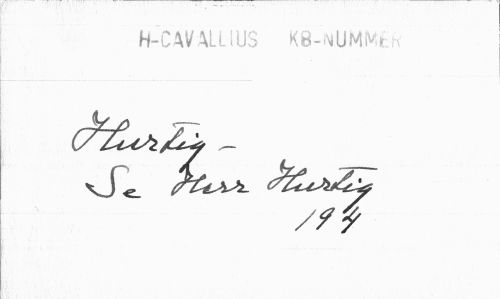 H-CAVALLIUS KB-NUMMER
Hurtig –
Se Herr Hurtig
194